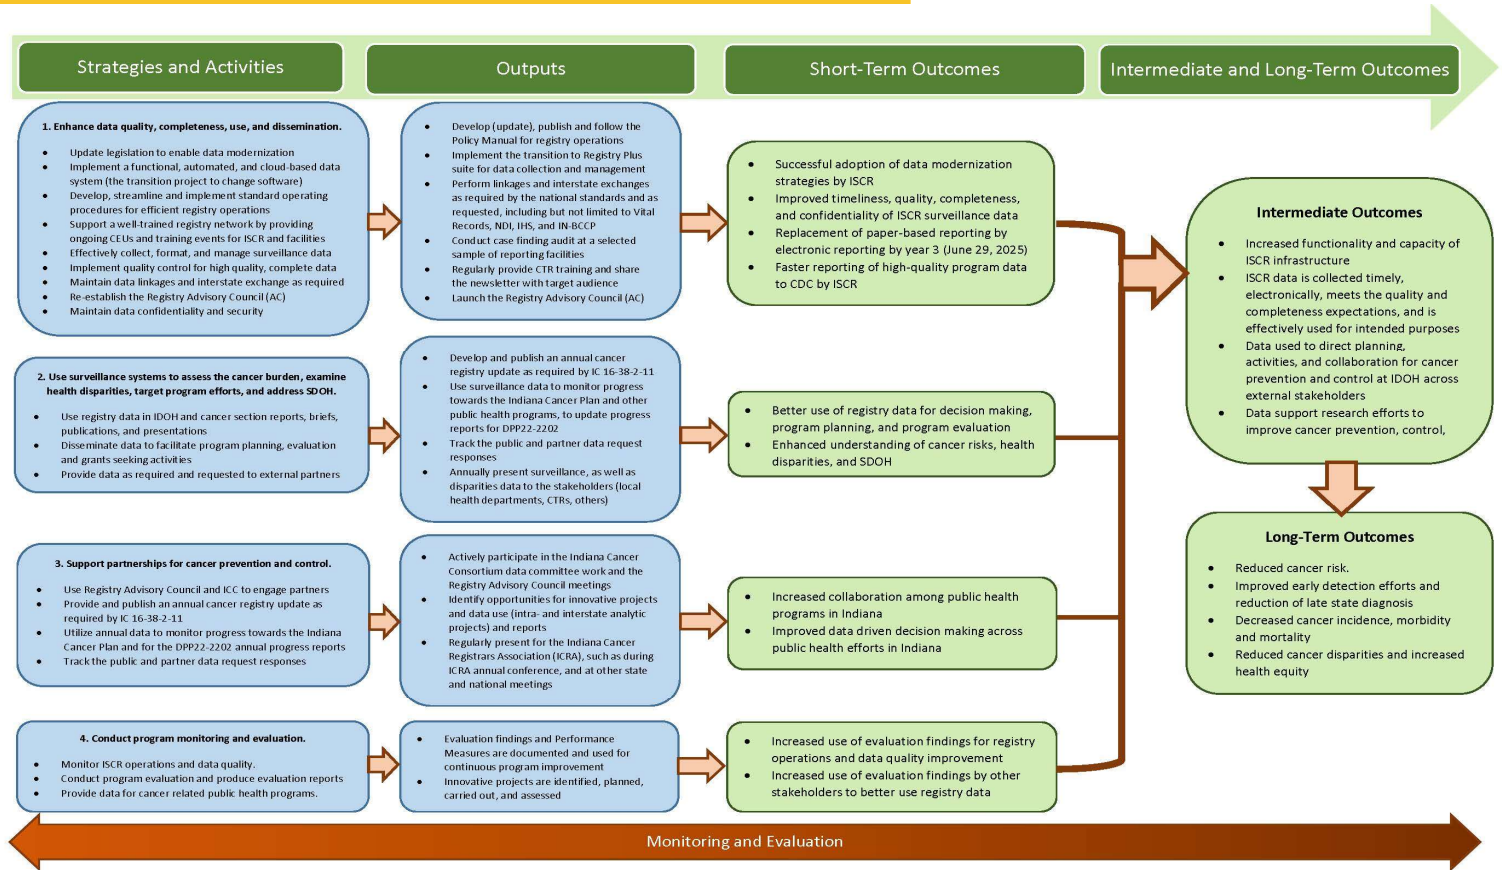 Strategies and Activities
Outputs
Short-Term Outcomes
Intermediate and Long-Term Outcomes
1. Enhance data quality, completeness, use, and dissemination.
• Update legislation to enable data modernization
• Implement a functional, automated, and cloud-based data
system (the transition project to change software)
• Develop, streamline and implement standard operating
procedures for efficient registry operations
• Support a well-trained registry network by providing
ongoing CEUs and training events for ISCR and facilities
• Effectively collect, format, and manage surveillance data
• Implement quality control for high quality, complete data
• Maintain data linkages and interstate exchange as required
• Re-establish the Registry Advisory Council (AC)
• Maintain data confidentiality and security
• Develop (update), publish and follow the
Policy Manual for registry operations
• Implement the transition to Registry Plus
suite for data collection and management
• Perform linkages and interstate exchanges
as required by the national standards and as
requested, including but not limited to Vital
Records, NDI, IHS, and IN-BCCP
• Conduct case finding audit at a selected
sample of reporting facilities
• Regularly provide CTR training and share
the newsletter with target audience
• Launch the Registry Advisory Council (AC)
• Successful adoption of data modernization
strategies by ISCR
• Improved timeliness, quality, completeness,
and confidentiality of ISCR surveillance data
• Replacement of paper-based reporting by
electronic reporting by year 3 (June 29, 2025)
• Faster reporting of high-quality program data
to CDC by ISCR
2. Use surveillance systems to assess the cancer burden, examine
health disparities, target program efforts, and address SDOH.
• Use registry data in IDOH and cancer section reports, briefs,
publications, and presentations
• Disseminate data to facilitate program planning, evaluation
and grants seeking activities
• Provide data as required and requested to external partners
• Develop and publish an annual cancer
registry update as required by IC 16-38-2-11
• Use surveillance data to monitor progress
towards the Indiana Cancer Plan and other
public health programs, to update progress
reports for DPP22-2202
• Track the public and partner data request
responses
• Annually present surveillance, as well as
disparities data to the stakeholders (local
health departments, CTRs, others)
• Better use of registry data for decision making,
program planning, and program evaluation
• Enhanced understanding of cancer risks, health
disparities, and SDOH
3. Support partnerships for cancer prevention and control.
• Use Registry Advisory Council and ICC to engage partners
• Provide and publish an annual cancer registry update as
required by IC 16-38-2-11
• Utilize annual data to monitor progress towards the Indiana
Cancer Plan and for the DPP22-2202 annual progress reports
• Track the public and partner data request responses
• Actively participate in the Indiana Cancer
Consortium data committee work and the
Registry Advisory Council meetings
• Identify opportunities for innovative projects
and data use (intra- and interstate analytic
projects) and reports
• Regularly present for the Indiana Cancer
Registrars Association (ICRA), such as during
ICRA annual conference, and at other state
and national meetings
• Increased collaboration among public health
programs in Indiana
• Improved data driven decision making across
public health efforts in Indiana
4. Conduct program monitoring and evaluation.
• Monitor ISCR operations and data quality.
• Conduct program evaluation and produce evaluation reports
• Provide data for cancer related public health programs.
• Evaluation findings and Performance
Measures are documented and used for
continuous program improvement
• Innovative projects are identified, planned,
carried out, and assessed
• Increased use of evaluation findings for registry
operations and data quality improvement
• Increased use of evaluation findings by other
stakeholders to better use registry data
Intermediate Outcomes
• Increased functionality and capacity of
ISCR infrastructure
• ISCR data is collected timely,
electronically, meets the quality and
completeness expectations, and is
effectively used for intended purposes
• Data used to direct planning,
activities, and collaboration for cancer
prevention and control at IDOH across
external stakeholders
• Data support research efforts to
improve cancer prevention, control,
Long-Term Outcomes
• Reduced cancer risk.
• Improved early detection efforts and
reduction of late state diagnosis
• Decreased cancer incidence, morbidity
and mortality
• Reduced cancer disparities and increased
health equity
Monitoring and Evaluation